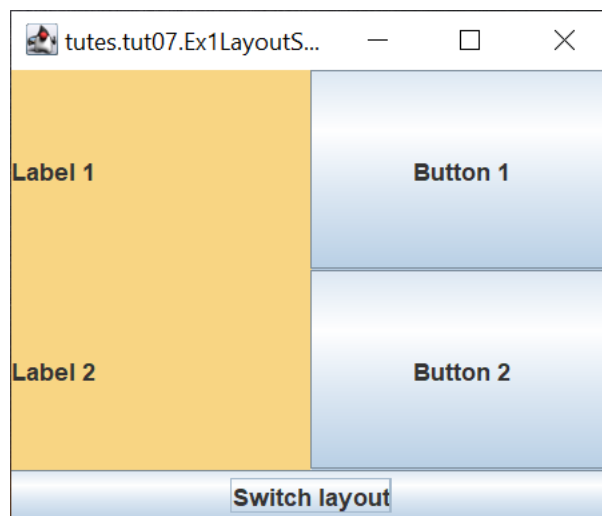 tutes.tut07.Ex1LayoutS...
Label 1
Button 1
Label 2
Button 2
Switch layout